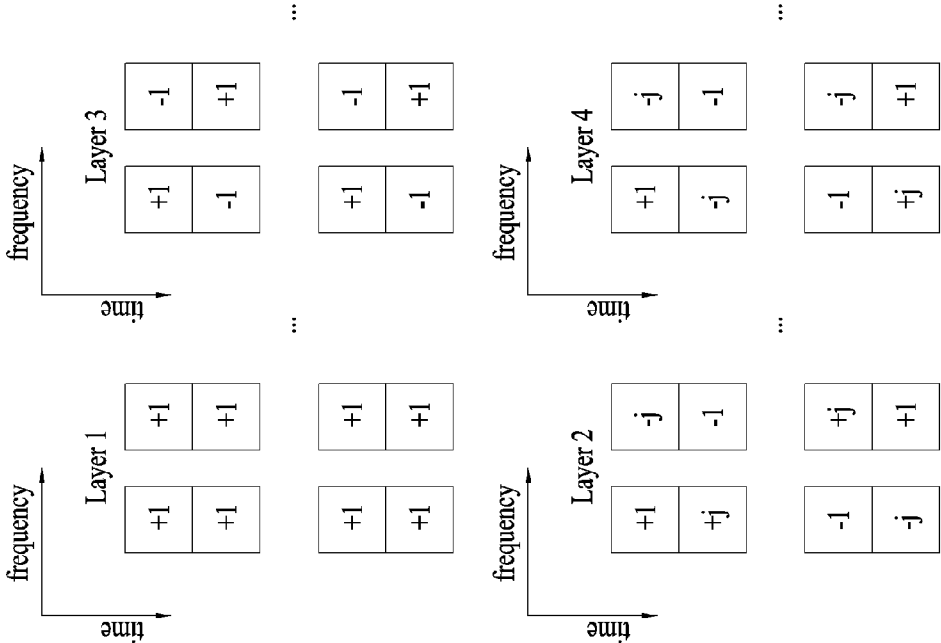 frequency
time
Layer 1
+1 +1
+1 +1
...
+1 +1
+1 +1
frequency
time
Layer 3
+1 -1
-1 +1
...
+1 -1
-1 +1
frequency
time
Layer 2
+1 -j
+j -1
...
-1 +j
-j +1
frequency
time
Layer 4
+1 -j
-j -1
...
-1 -j
+j +1